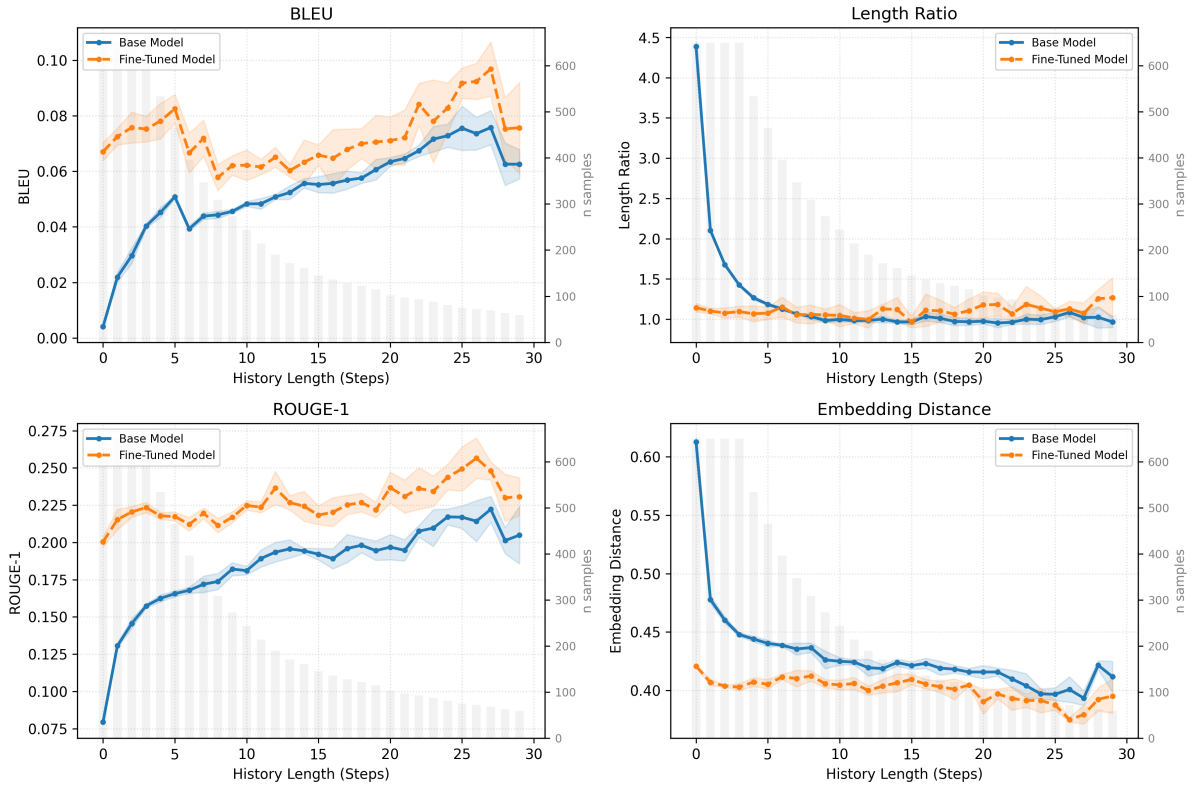 BLEU
Base Model
Fine-Tuned Model
0.10
0.08
0.06
0.04
0.02
0.00
BLEU
600
500
400
300
200
100
0
n samples
0 5 10 15 20 25 30
History Length (Steps)
Length Ratio
Base Model
Fine-Tuned Model
4.5
4.0
3.5
3.0
2.5
2.0
1.5
1.0
Length Ratio
600
500
400
300
200
100
0
n samples
0 5 10 15 20 25 30
History Length (Steps)
ROUGE-1
Base Model
Fine-Tuned Model
0.275
0.250
0.225
0.200
0.175
0.150
0.125
0.100
0.075
ROUGE-1
600
500
400
300
200
100
0
n samples
0 5 10 15 20 25 30
History Length (Steps)
Embedding Distance
Base Model
Fine-Tuned Model
0.60
0.55
0.50
0.45
0.40
Embedding Distance
600
500
400
300
200
100
0
n samples
0 5 10 15 20 25 30
History Length (Steps)